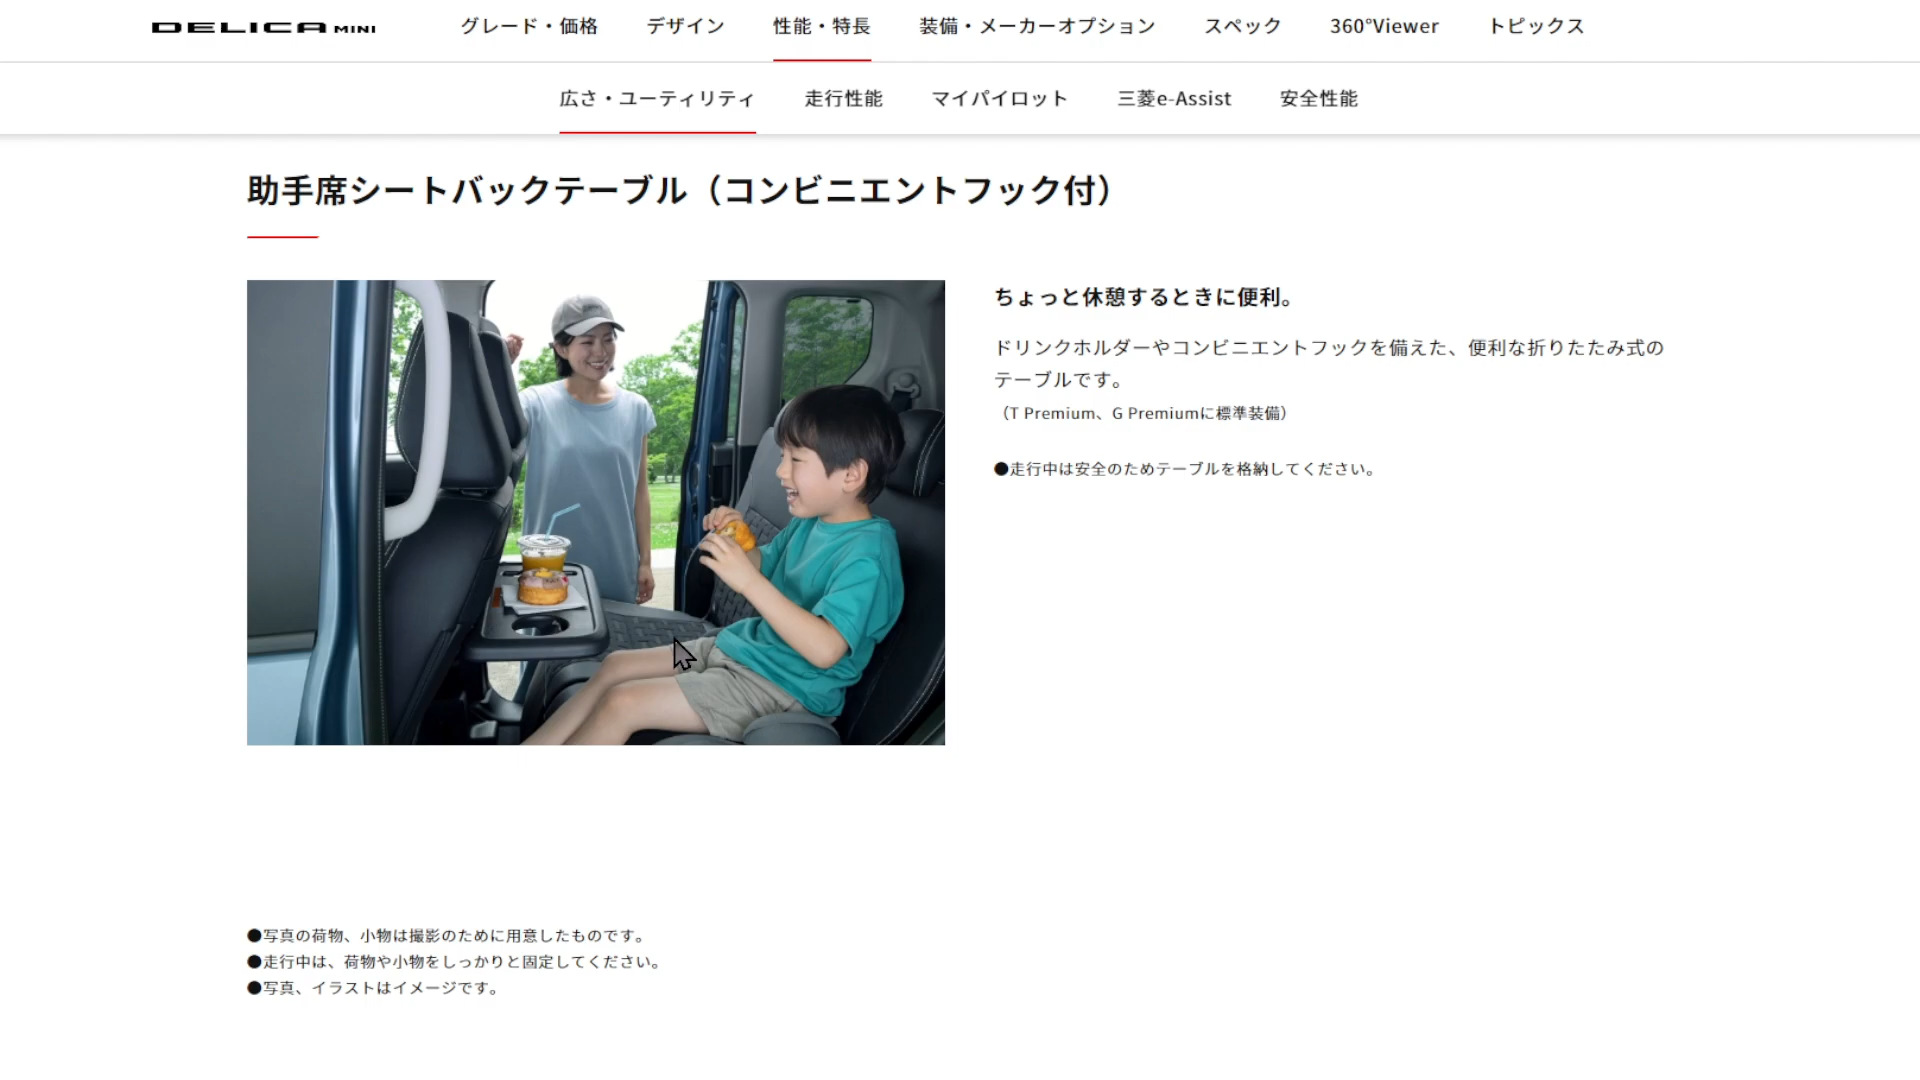 DELICA MINI
グレード・価格 デザイン 性能・特長 装備・メーカーオプション スペック 360°Viewer トピックス
広さ・ユーティリティ 走行性能 マイパイロット 三菱e-Assist 安全性能
助手席シートバックテーブル（コンビニエントフック付）
ちょっと休憩するときに便利。
ドリンクホルダーやコンビニエントフックを備えた、便利な折りたたみ式の
テーブルです。
（T Premium、G Premiumに標準装備）
●走行中は安全のためテーブルを格納してください。
●写真の荷物、小物は撮影のために用意したものです。
●走行中は、荷物や小物をしっかりと固定してください。
●写真、イラストはイメージです。